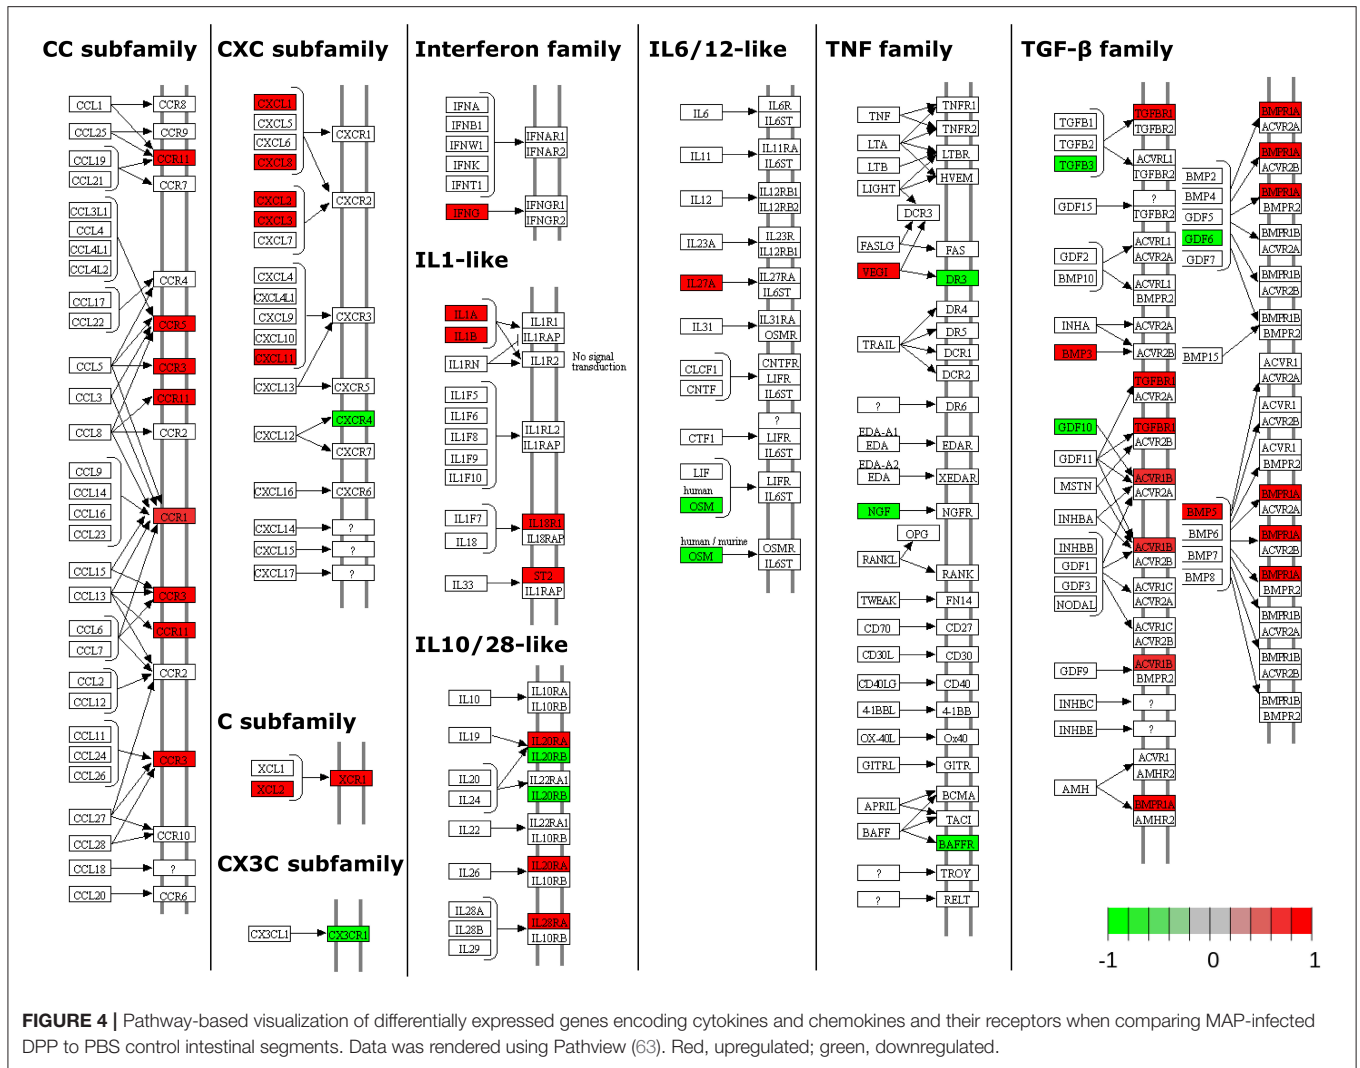 CC subfamily
CCL1
CCR8
CCL25
CCR9
CCR11
CCL19
CCL21
CCR7
CCL3L1
CCL4
CCL4L1
CCL4L2
CCR4
CCL17
CCL22
CCR5
CCL5
CCR3
CCL3
CCR11
CCL8
CCR2
CCL9
CCL14
CCL16
CCL23
CCR1
CCL15
CCL13
CCR3
CCL6
CCL7
CCR11
CCR2
CCL2
CCL12
CCL11
CCL24
CCL26
CCR3
CCL27
CCR10
CCL28
CCL18
?
CCL20
CCR6
CXC subfamily
CXCL1
CXCL5
CXCL6
CXCL8
CXCR1
CXCL2
CXCL3
CXCL7
CXCR2
CXCL4
CXCL4L1
CXCL9
CXCL10
CXCL11
CXCR3
CXCL13
CXCR5
CXCR4
CXCL12
CXCR7
CXCL16
CXCR6
CXCL14
?
CXCL15
?
CXCL17
?
C subfamily
XCL1
XCL2
XCR1
CX3C subfamily
CX3CL1
CX3CR1
Interferon family
IFNA
IFNB1
IFNW1
IFNK
IFNT1
IFNAR1
IFNAR2
IFNG
IFNGR1
IFNGR2
IL1-like
IL1A
IL1B
IL1R1
IL1RAP
IL1RN
IL1R2
No signal
transduction
IL1F5
IL1F6
IL1F8
IL1F9
IL1F10
IL1RL2
IL1RAP
IL1F7
IL18
IL18R1
IL18RAP
IL33
ST2
IL1RAP
IL10/28-like
IL10
IL10RA
IL10RB
IL19
IL20RA
IL20RB
IL20
IL24
IL22RA1
IL20RB
IL22
IL22RA1
IL10RB
IL26
IL20RA
IL10RB
IL28A
IL28B
IL29
IL28RA
IL10RB
IL6/12-like
IL6
IL6R
IL6ST
IL11
IL11RA
IL6ST
IL12
IL12RB1
IL12RB2
IL23A
IL23R
IL12RB1
IL27A
IL27RA
IL6ST
IL31
IL31RA
OSMR
CLCF1
CNTF
CNTFR
LIFR
IL6ST
CTF1
?
LIFR
IL6ST
LIF
human
OSM
LIFR
IL6ST
human / murine
OSM
OSMR
IL6ST
TNF family
TNF
TNFR1
TNFR2
LTA
LTB
LTBR
LIGHT
HVEM
DCR3
FASLG
FAS
VEGI
DR3
TRAIL
DR4
DR5
DCR1
DCR2
?
DR6
EDA-A1
EDA
EDAR
EDA-A2
EDA
XEDAR
NGF
NGFR
OPG
RANKL
RANK
TWEAK
FN14
CD70
CD27
CD30L
CD30
CD40LG
CD40
4-1BBL
4-1BB
OX-40L
Ox40
GITRL
GITR
APRIL
BCMA
TACI
BAFF
BAFFR
?
TROY
?
RELT
TGF-β family
TGFB1
TGFB2
TGFB3
TGFBR1
TGFBR2
ACVRL1
TGFBR2
GDF15
?
TGFBR2
GDF2
BMP10
ACVRL1
ACVR2A
ACVRL1
BMPR2
INHA
BMP3
ACVR2B
TGFBR1
ACVR2A
GDF10
TGFBR1
ACVR2B
GDF11
MSTN
ACVR1B
ACVR2A
INHBA
INHBB
GDF1
GDF3
NODAL
ACVR1B
ACVR2B
ACVR1C
ACVR2A
ACVR1C
ACVR2B
GDF9
ACVR1B
BMPR2
INHBC
?
INHBE
?
AMH
ACVR1
AMHR2
BMPR1A
AMHR2
BMP2
BMP4
GDF5
GDF6
GDF7
BMPR1A
ACVR2A
BMPR1A
ACVR2B
BMPR1A
BMPR2
BMPR1B
ACVR2A
BMPR1B
ACVR2B
BMPR1B
BMPR2
BMP15
BMP5
BMP6
BMP7
BMP8
ACVR1
ACVR2A
ACVR1
ACVR2B
ACVR1
BMPR2
BMPR1A
ACVR2A
BMPR1A
ACVR2B
BMPR1A
BMPR2
BMPR1B
ACVR2A
BMPR1B
ACVR2B
BMPR1B
BMPR2
-1 0 1
FIGURE 4 | Pathway-based visualization of differentially expressed genes encoding cytokines and chemokines and their receptors when comparing MAP-infected
DPP to PBS control intestinal segments. Data was rendered using Pathview (63). Red, upregulated; green, downregulated.